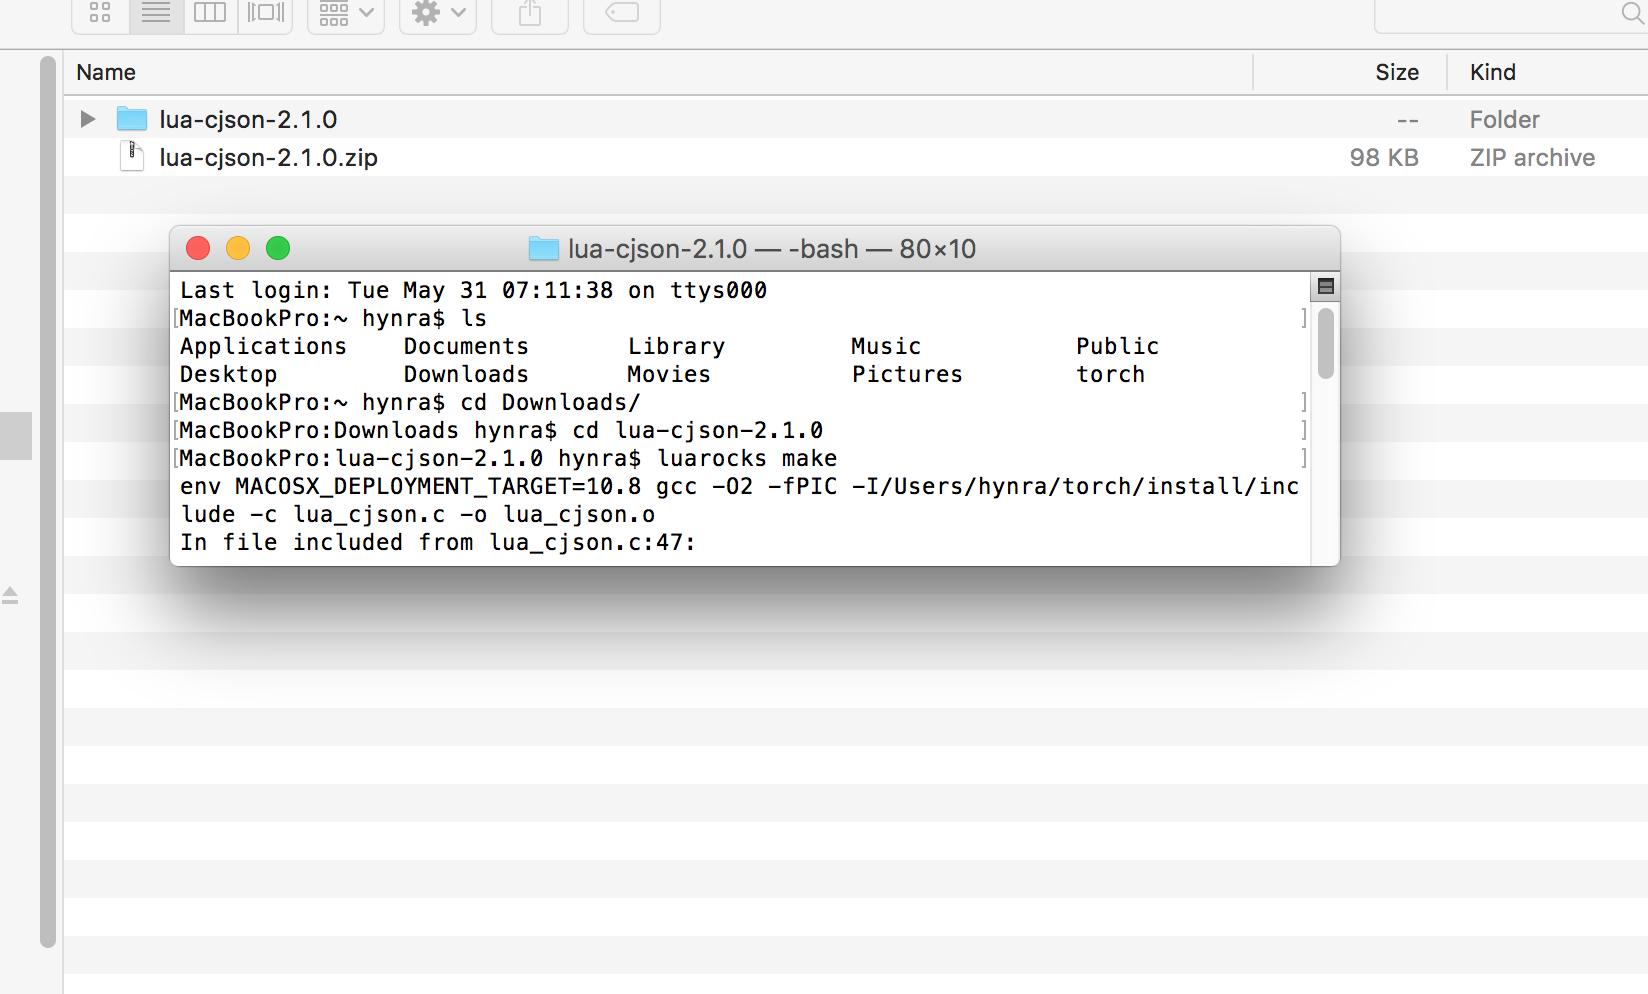 Name Size Kind
lua-cjson-2.1.0 -- Folder
lua-cjson-2.1.0.zip 98 KB ZIP archive
lua-cjson-2.1.0 — -bash — 80×10
Last login: Tue May 31 07:11:38 on ttys000
[MacBookPro:~ hynra$ ls ]
Applications Documents Library Music Public
Desktop Downloads Movies Pictures torch
[MacBookPro:~ hynra$ cd Downloads/ ]
[MacBookPro:Downloads hynra$ cd lua-cjson-2.1.0 ]
[MacBookPro:lua-cjson-2.1.0 hynra$ luarocks make ]
env MACOSX_DEPLOYMENT_TARGET=10.8 gcc -O2 -fPIC -I/Users/hynra/torch/install/inc
lude -c lua_cjson.c -o lua_cjson.o
In file included from lua_cjson.c:47: